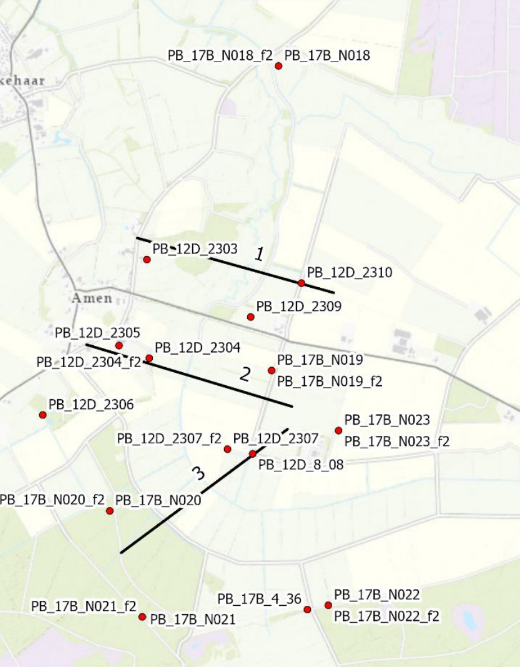 PB_17B_N018_f2 PB_17B_N018
kehaar
PB_12D_2303
1
PB_12D_2310
Amen
PB_12D_2309
PB_12D_2305
PB_12D_2304
PB_12D_2304_f2
PB_17B_N019
2
PB_17B_N019_f2
PB_12D_2306
PB_17B_N023
PB_12D_2307_f2 PB_12D_2307
PB_17B_N023_f2
PB_12D_8_08
3
PB_17B_N020_f2 PB_17B_N020
PB_17B_4_36
PB_17B_N022
PB_17B_N021_f2
PB_17B_N022_f2
PB_17B_N021